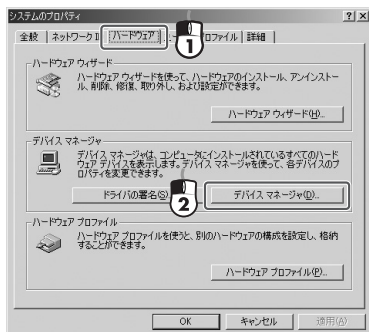 システムのプロパティ
全般 | ネットワーク ID | ハードウェア | ロファイル | 詳細
1
ハードウェア ウィザード
ハードウェア ウィザードを使って、ハードウェアのインストール、アンインストール、削除、修復、取り外し、および設定ができます。
ハードウェア ウィザード(H)...
デバイス マネージャ
デバイス マネージャは、コンピュータにインストールされているすべてのハードウェア デバイスを表示します。デバイス マネージャを使って、各デバイスのプロパティを変更できます。
ドライバの署名(S)
デバイス マネージャ(D)...
2
ハードウェア プロファイル
ハードウェア プロファイルを使うと、別のハードウェアの構成を設定し、格納することができます。
ハードウェア プロファイル(P)...
OK
キャンセル
適用(A)